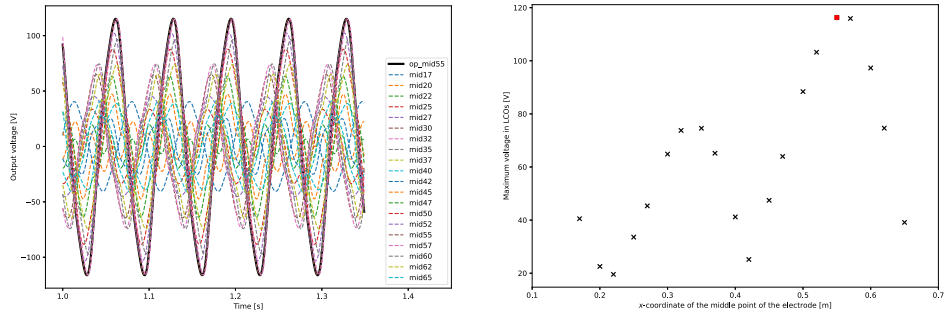 100
50
0
−50
−100
Output voltage [V]
1.0
1.1
1.2
1.3
1.4
Time [s]
op_mid55
mid17
mid20
mid22
mid25
mid27
mid30
mid32
mid35
mid37
mid40
mid42
mid45
mid47
mid50
mid52
mid55
mid57
mid60
mid62
mid65
120
100
80
60
40
20
Maximum voltage in LCOs [V]
0.1
0.2
0.3
0.4
0.5
0.6
0.7
x-coordinate of the middle point of the electrode [m]